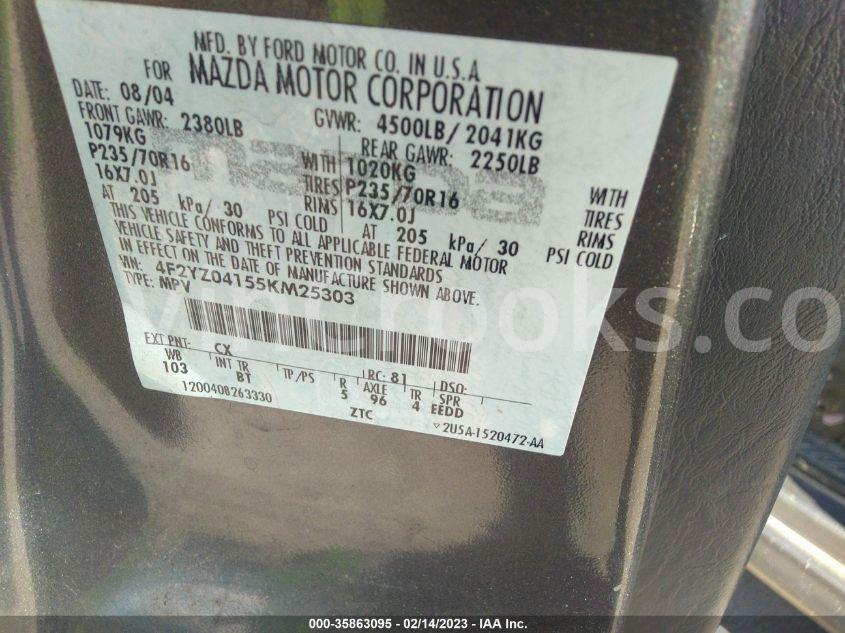 MFD. BY FORD MOTOR CO. IN U.S.A
FOR MAZDA MOTOR CORPORATION
DATE: 08/04 GVWR: 4500LB/ 2041KG
FRONT GAWR: 2380LB REAR GAWR: 2250LB
1079KG WITH 1020KG WITH
P235/70R16 TIRES P235/70R16 TIRES
16X7.0J RIMS 16X7.0J RIMS
AT 205 kPa/ 30 PSI COLD AT 205 kPa/ 30 PSI COLD
THIS VEHICLE CONFORMS TO ALL APPLICABLE FEDERAL MOTOR
VEHICLE SAFETY AND THEFT PREVENTION STANDARDS
IN EFFECT ON THE DATE OF MANUFACTURE SHOWN ABOVE.
VIN: 4F2YZ04155KM25303
TYPE: MPV
EXT PNT: CX RC: 81 DSO:
WB INT TR TP/PS R AXLE TR SPR
103 BT 5 96 4 EEDD
1200408263330 ZTC
▽2U5A-1520472-AA
000-35863095 - 02/14/2023 - IAA Inc.